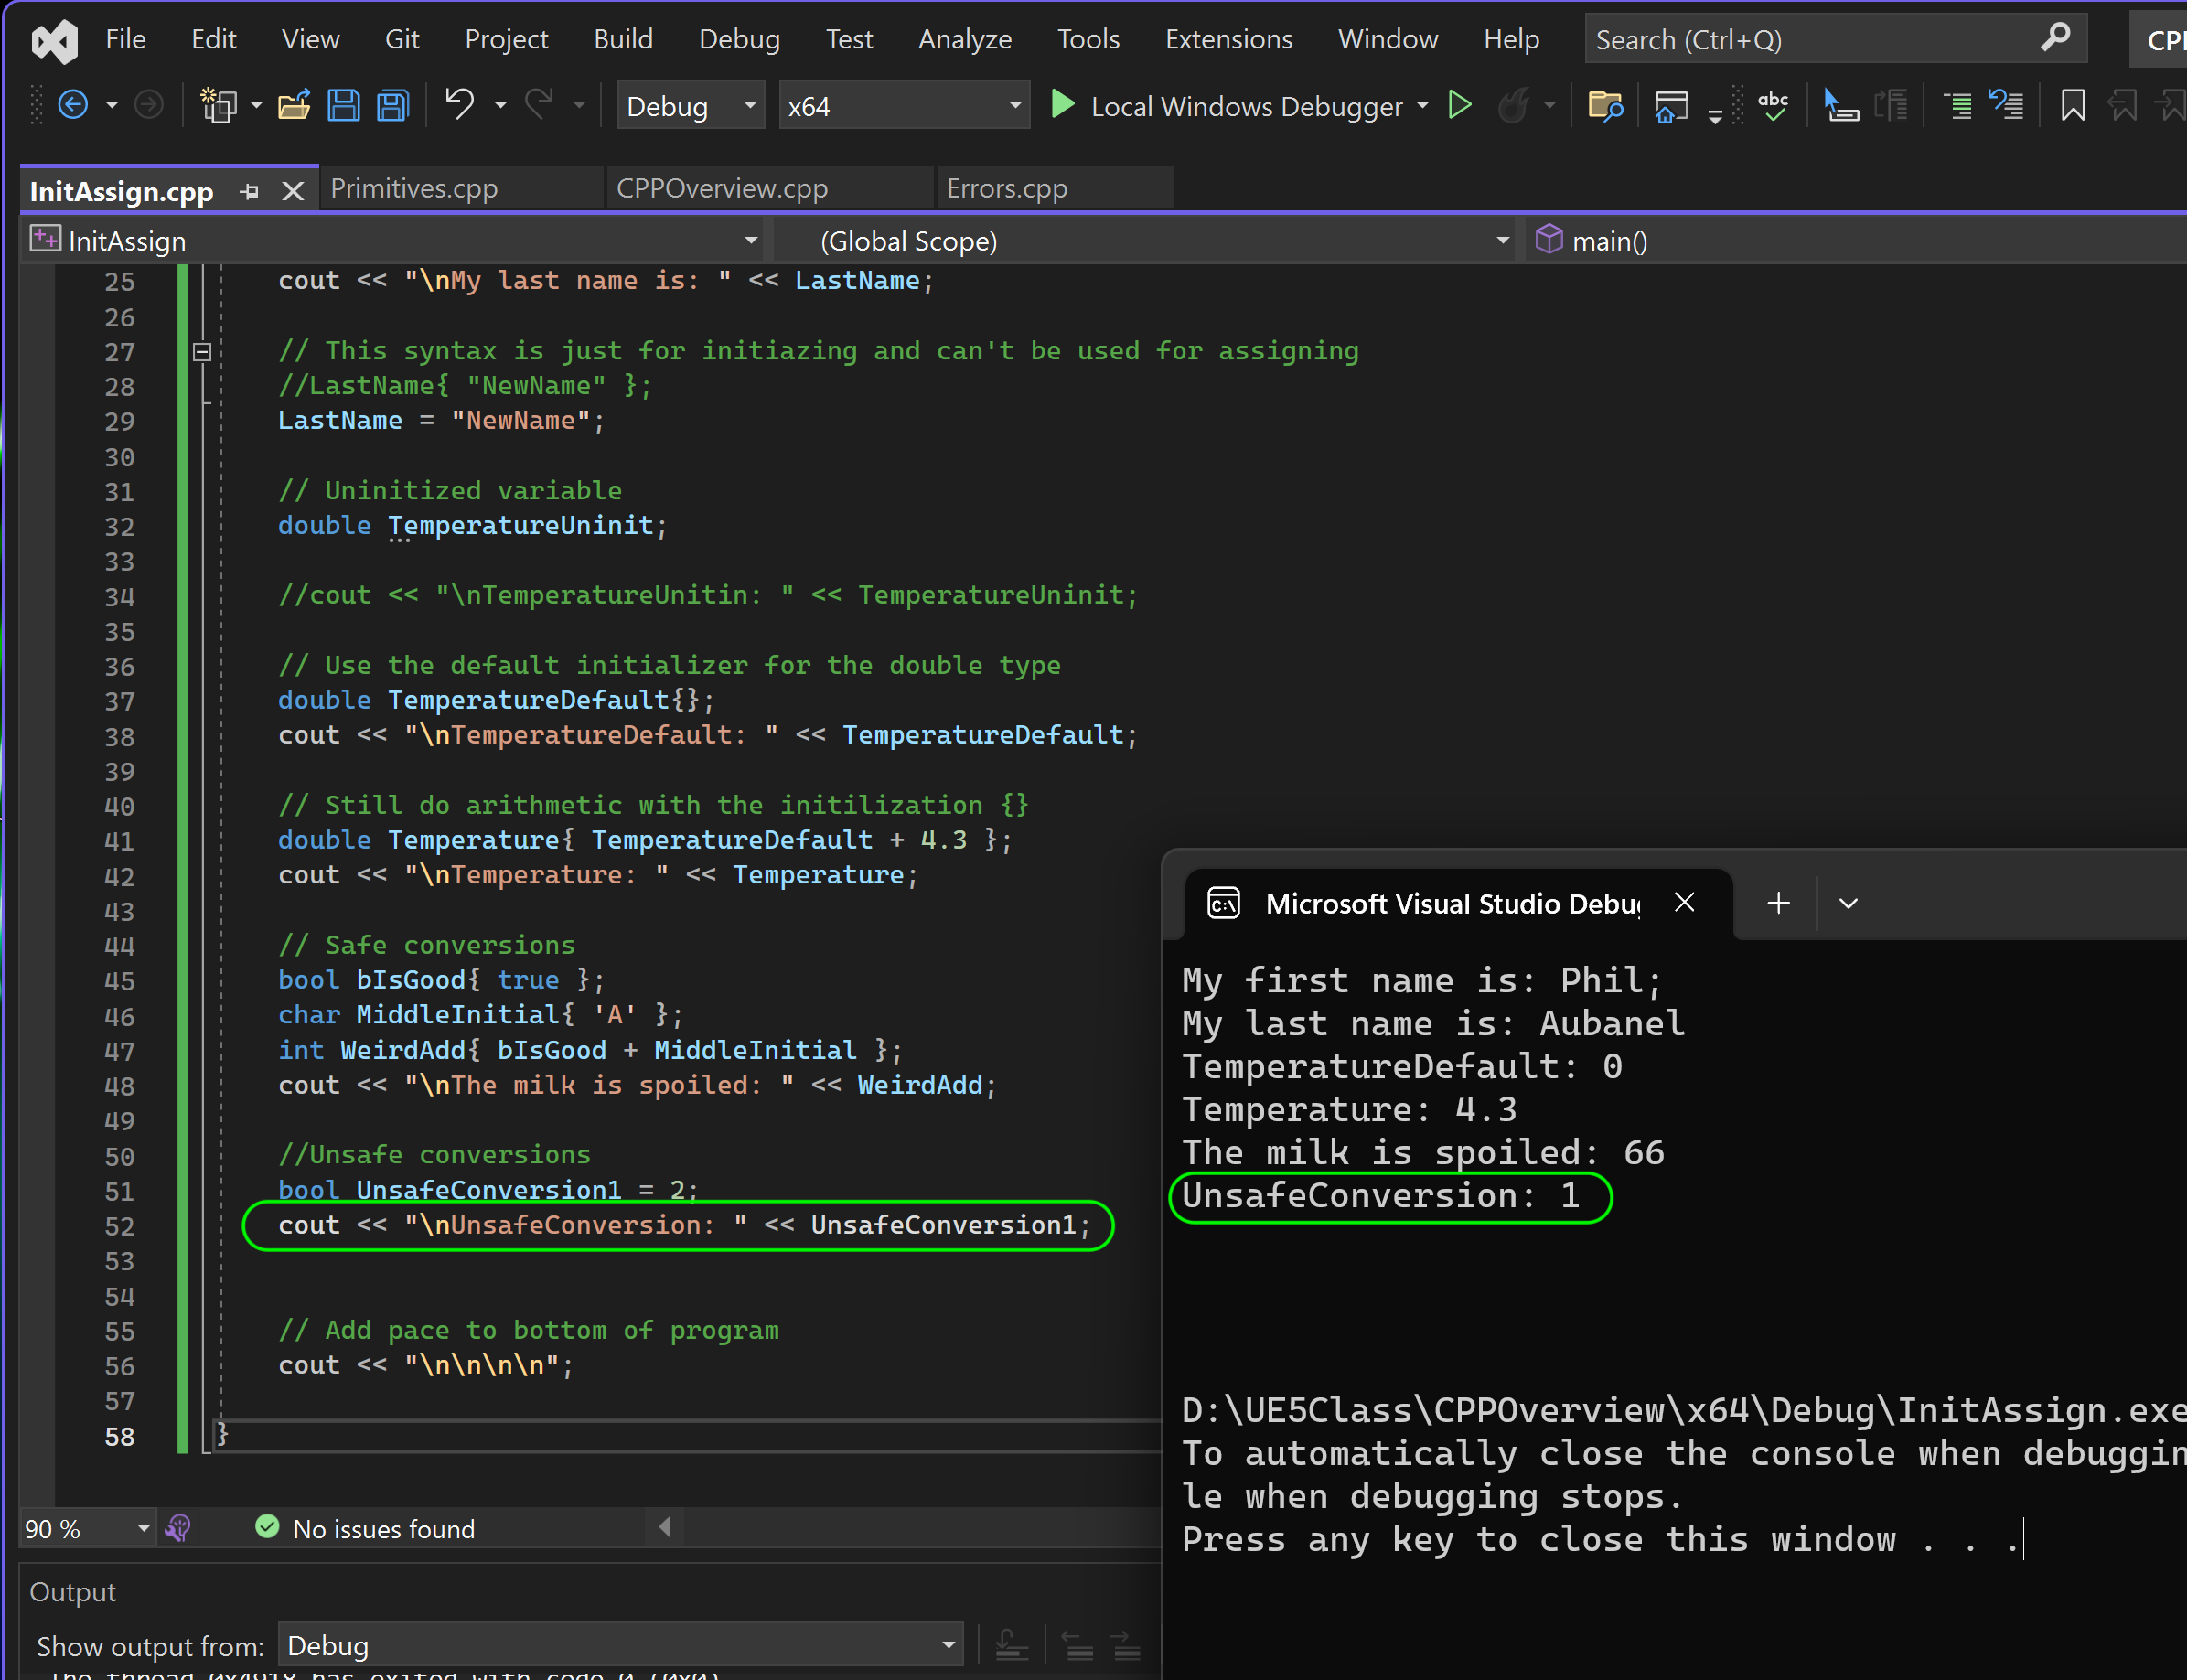 File Edit View Git Project Build Debug Test Analyze Tools Extensions Window Help Search (Ctrl+Q)
Debug x64 Local Windows Debugger abc
InitAssign.cpp Primitives.cpp CPPOverview.cpp Errors.cpp
InitAssign (Global Scope) main()
25 cout << "\nMy last name is: " << LastName;
26
27 // This syntax is just for initiazing and can't be used for assigning
28 //LastName{ "NewName" };
29 LastName = "NewName";
30
31 // Uninitized variable
32 double TemperatureUninit;
33
34 //cout << "\nTemperatureUnitin: " << TemperatureUninit;
35
36 // Use the default initializer for the double type
37 double TemperatureDefault{};
38 cout << "\nTemperatureDefault: " << TemperatureDefault;
39
40 // Still do arithmetic with the initilization {}
41 double Temperature{ TemperatureDefault + 4.3 };
42 cout << "\nTemperature: " << Temperature;
43
44 // Safe conversions
45 bool bIsGood{ true };
46 char MiddleInitial{ 'A' };
47 int WeirdAdd{ bIsGood + MiddleInitial };
48 cout << "\nThe milk is spoiled: " << WeirdAdd;
49
50 //Unsafe conversions
51 bool UnsafeConversion1 = 2;
52 cout << "\nUnsafeConversion: " << UnsafeConversion1;
53
54
55 // Add pace to bottom of program
56 cout << "\n\n\n\n";
57
58 }
90 % No issues found
Output
Show output from: Debug
Microsoft Visual Studio Debug
My first name is: Phil;
My last name is: Aubanel
TemperatureDefault: 0
Temperature: 4.3
The milk is spoiled: 66
UnsafeConversion: 1
D:\UE5Class\CPPOverview\x64\Debug\InitAssign.exe
To automatically close the console when debuggin
le when debugging stops.
Press any key to close this window . . .